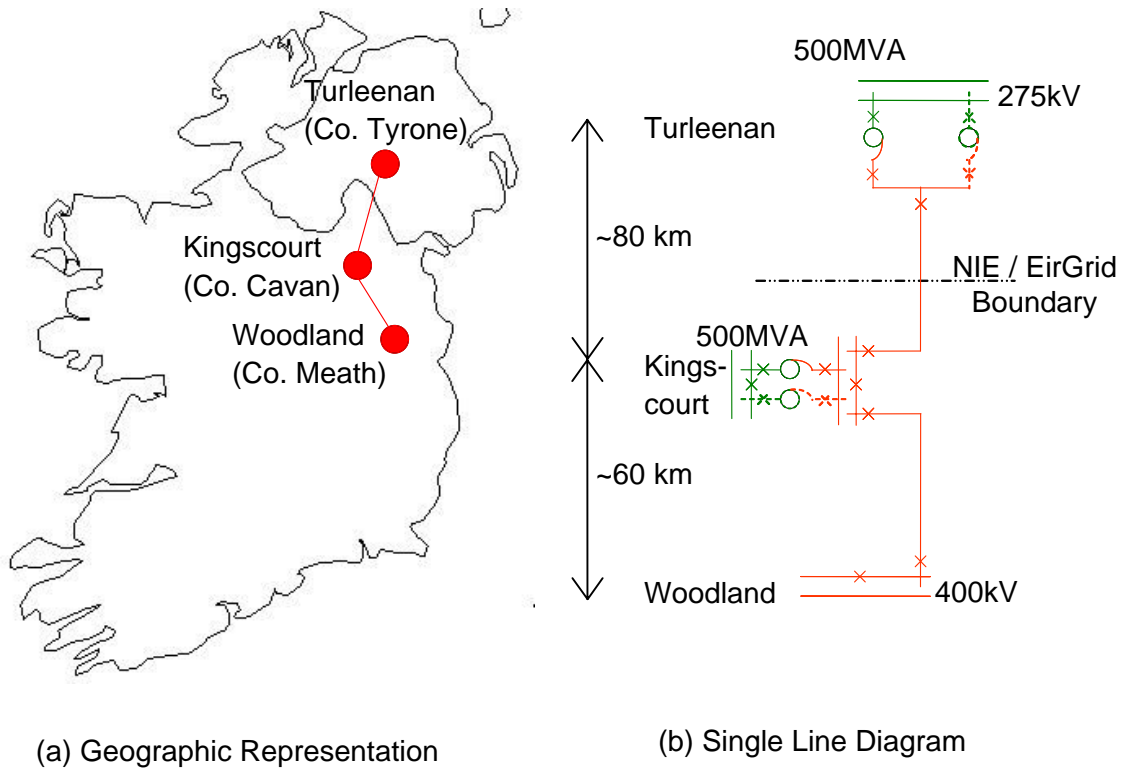 Turleenan
(Co. Tyrone)
Kingscourt
(Co. Cavan)
Woodland
(Co. Meath)
(a) Geographic Representation
500MVA
275kV
Turleenan
~80 km
NIE / EirGrid
Boundary
500MVA
Kings-
court
~60 km
Woodland
400kV
(b) Single Line Diagram